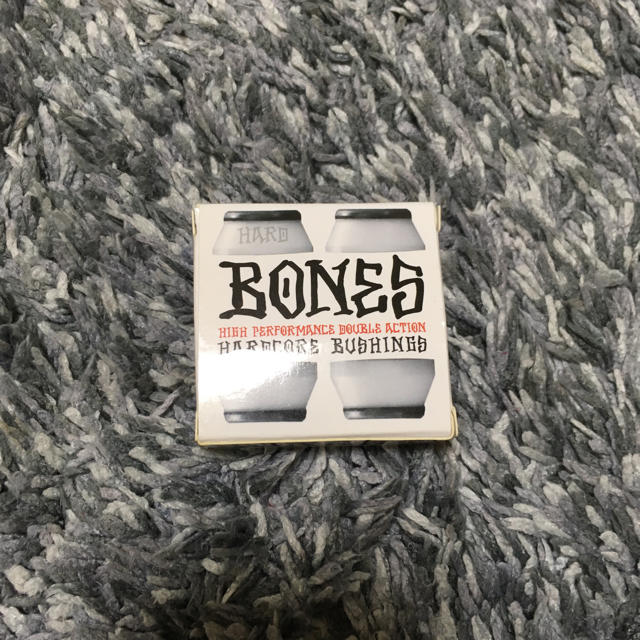 HARD
BONES
HIGH PERFORMANCE DOUBLE ACTION
HARDCORE BUSHINGS